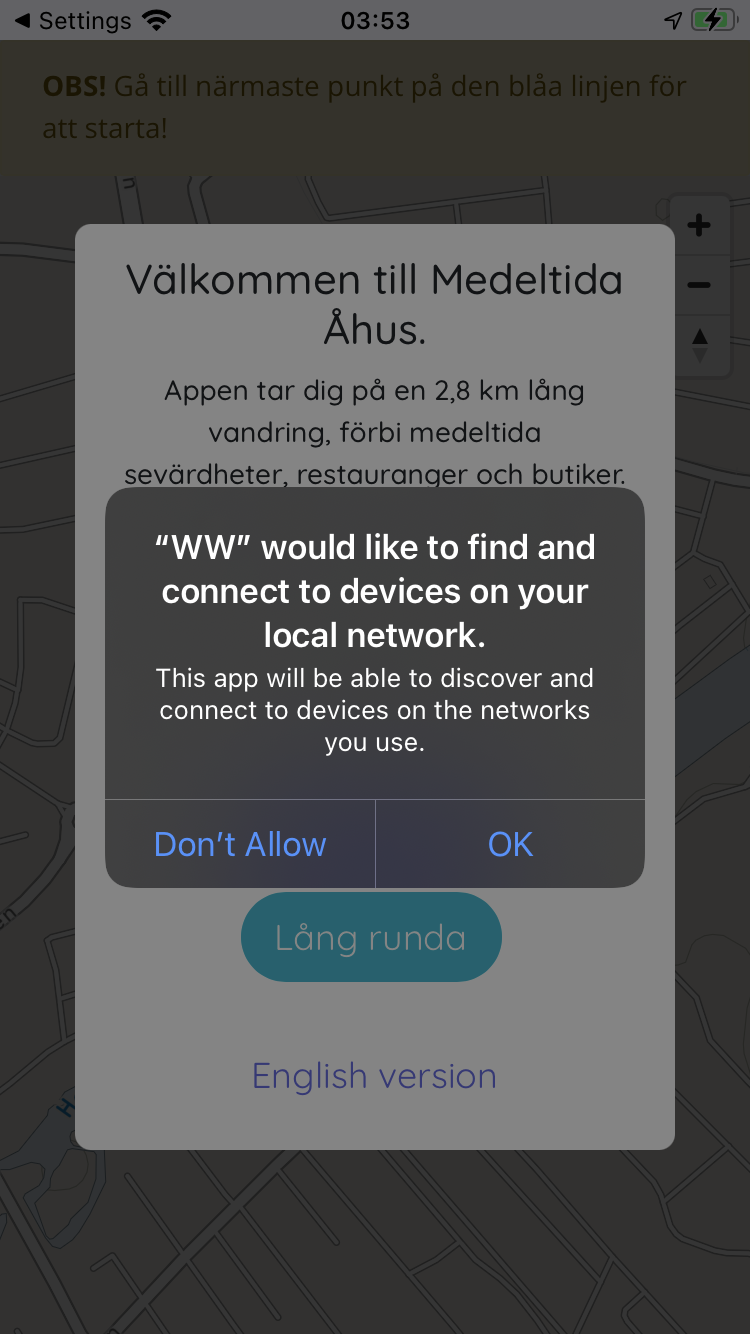 Settings
03:53
OBS! Gå till närmaste punkt på den blåa linjen för
att starta!
Välkommen till Medeltida
Åhus.
Appen tar dig på en 2,8 km lång
vandring, förbi medeltida
sevärdheter, restauranger och butiker.
“WW” would like to find and
connect to devices on your
local network.
This app will be able to discover and
connect to devices on the networks
you use.
Don’t Allow
OK
Lång runda
English version